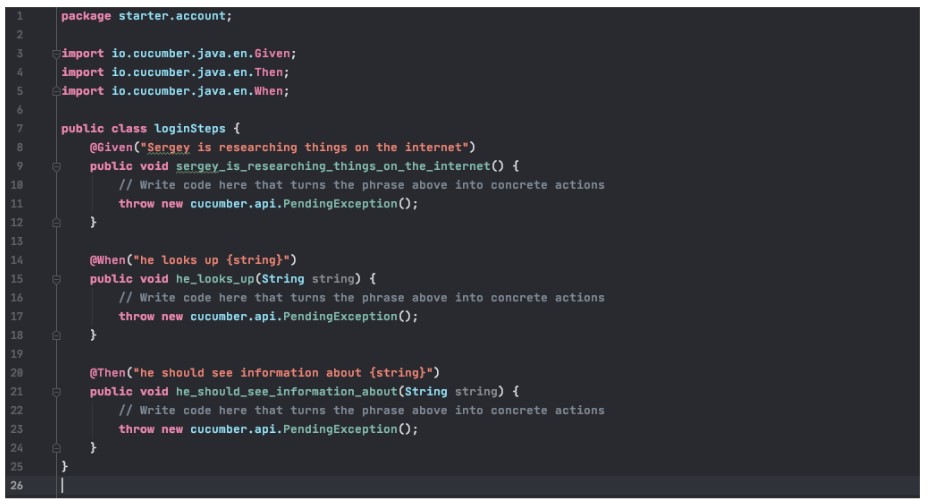 1 package starter.account;
2
3 import io.cucumber.java.en.Given;
4 import io.cucumber.java.en.Then;
5 import io.cucumber.java.en.When;
6
7 public class loginSteps {
8 @Given("Sergey is researching things on the internet")
9 public void sergey_is_researching_things_on_the_internet() {
10 // Write code here that turns the phrase above into concrete actions
11 throw new cucumber.api.PendingException();
12 }
13
14 @When("he looks up {string}")
15 public void he_looks_up(String string) {
16 // Write code here that turns the phrase above into concrete actions
17 throw new cucumber.api.PendingException();
18 }
19
20 @Then("he should see information about {string}")
21 public void he_should_see_information_about(String string) {
22 // Write code here that turns the phrase above into concrete actions
23 throw new cucumber.api.PendingException();
24 }
25 }
26